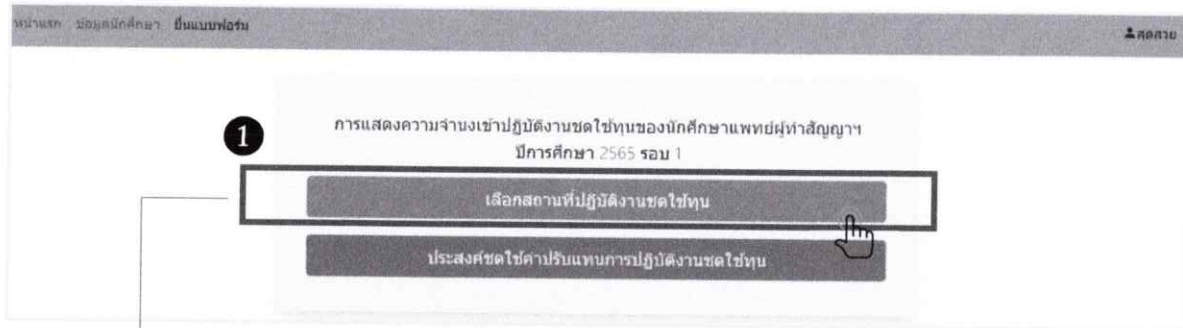 หน้าแรก ข้อมูลนักศึกษา ยื่นแบบฟอร์ม สุดสวย
1
การแสดงความจำนงเข้าปฏิบัติงานชดใช้ทุนของนักศึกษาแพทย์ผู้ทำสัญญาฯ
ปีการศึกษา 2565 รอบ 1
เลือกสถานที่ปฏิบัติงานชดใช้ทุน
ประสงค์ชดใช้ค่าปรับแทนการปฏิบัติงานชดใช้ทุน